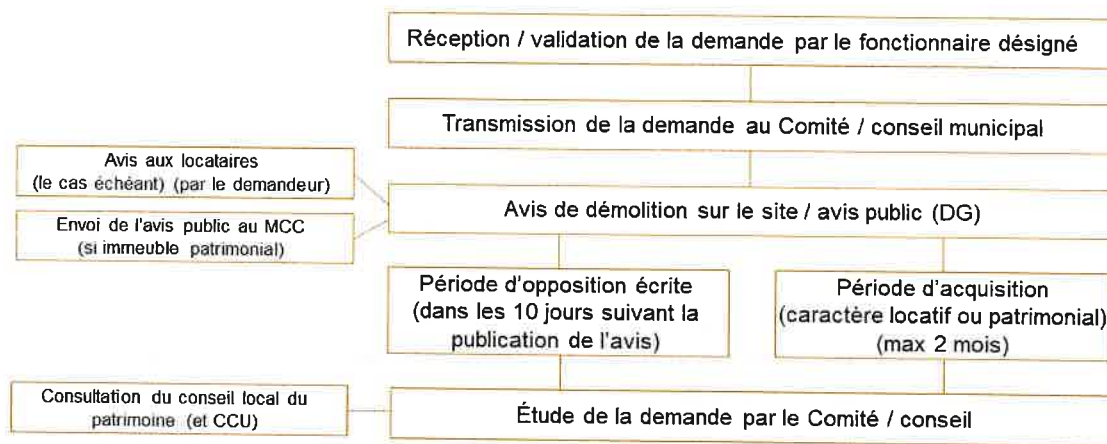 Réception / validation de la demande par le fonctionnaire désigné
Transmission de la demande au Comité / conseil municipal
Avis aux locataires
(le cas échéant) (par le demandeur)
Avis de démolition sur le site / avis public (DG)
Envoi de l'avis public au MCC
(si immeuble patrimonial)
Période d'opposition écrite
(dans les 10 jours suivant la
publication de l'avis)
Période d'acquisition
(caractère locatif ou patrimonial)
(max 2 mois)
Consultation du conseil local du
patrimoine (et CCU)
Étude de la demande par le Comité / conseil